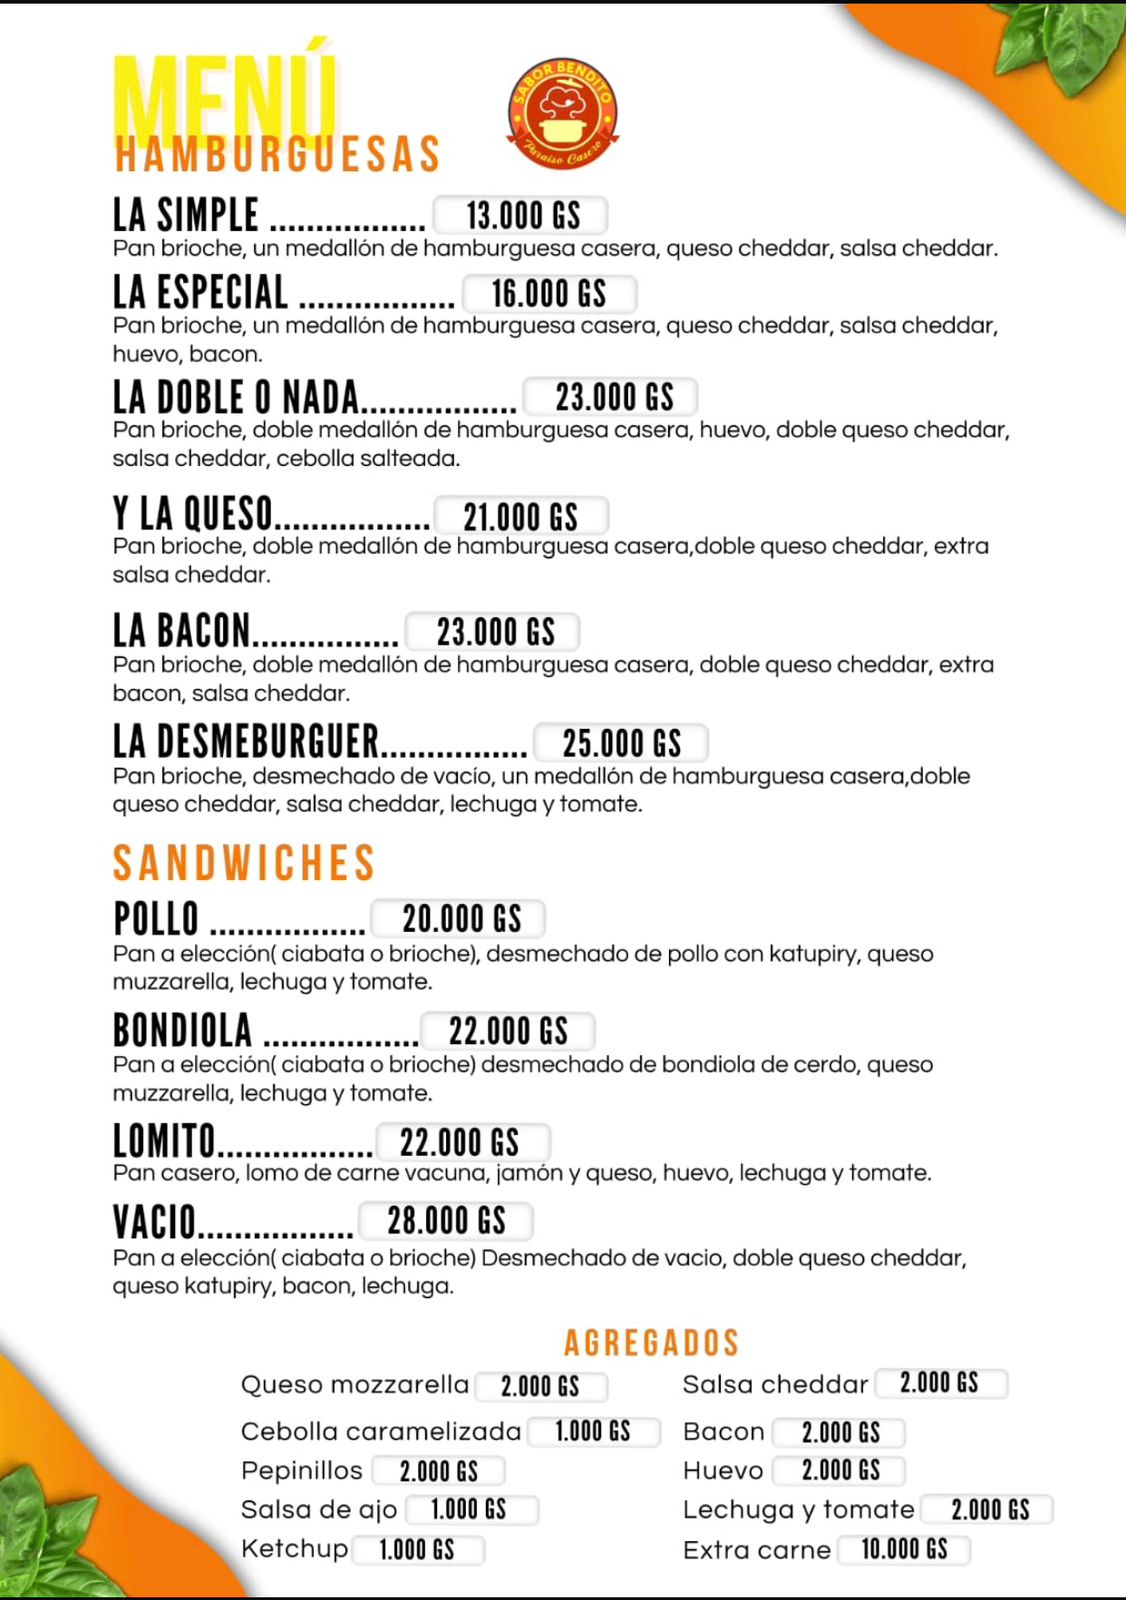 MENÚ
HAMBURGUESAS
SABOR BENDITO
Paraiso Casero
LA SIMPLE ................. 13.000 GS
Pan brioche, un medallón de hamburguesa casera, queso cheddar, salsa cheddar.
LA ESPECIAL ................. 16.000 GS
Pan brioche, un medallón de hamburguesa casera, queso cheddar, salsa cheddar,
huevo, bacon.
LA DOBLE O NADA................. 23.000 GS
Pan brioche, doble medallón de hamburguesa casera, huevo, doble queso cheddar,
salsa cheddar, cebolla salteada.
Y LA QUESO................. 21.000 GS
Pan brioche, doble medallón de hamburguesa casera,doble queso cheddar, extra
salsa cheddar.
LA BACON................ 23.000 GS
Pan brioche, doble medallón de hamburguesa casera, doble queso cheddar, extra
bacon, salsa cheddar.
LA DESMEBURGUER................ 25.000 GS
Pan brioche, desmechado de vacío, un medallón de hamburguesa casera,doble
queso cheddar, salsa cheddar, lechuga y tomate.
SANDWICHES
POLLO ................. 20.000 GS
Pan a elección( ciabata o brioche), desmechado de pollo con katupiry, queso
muzzarella, lechuga y tomate.
BONDIOLA ................. 22.000 GS
Pan a elección( ciabata o brioche) desmechado de bondiola de cerdo, queso
muzzarella, lechuga y tomate.
LOMITO................. 22.000 GS
Pan casero, lomo de carne vacuna, jamón y queso, huevo, lechuga y tomate.
VACIO................. 28.000 GS
Pan a elección( ciabata o brioche) Desmechado de vacio, doble queso cheddar,
queso katupiry, bacon, lechuga.
AGREGADOS
Queso mozzarella 2.000 GS
Salsa cheddar 2.000 GS
Cebolla caramelizada 1.000 GS
Bacon 2.000 GS
Pepinillos 2.000 GS
Huevo 2.000 GS
Salsa de ajo 1.000 GS
Lechuga y tomate 2.000 GS
Ketchup 1.000 GS
Extra carne 10.000 GS